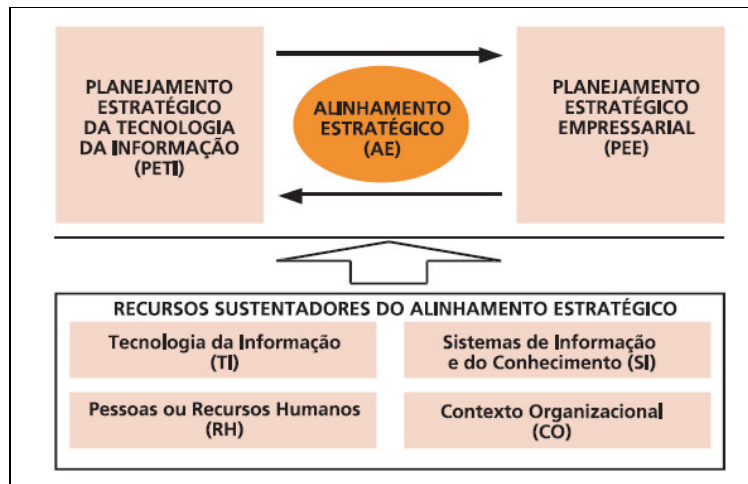 PLANEJAMENTO
ESTRATÉGICO
DA TECNOLOGIA
DA INFORMAÇÃO
(PETI)
ALINHAMENTO
ESTRATÉGICO
(AE)
PLANEJAMENTO
ESTRATÉGICO
EMPRESSARIAL
(PEE)
RECURSOS SUSTENTADORES DO ALINHAMENTO ESTRATÉGICO
Tecnologia da Informação
(TI)
Sistemas de Informação
e do Conhecimento (SI)
Pessoas ou Recursos Humanos
(RH)
Contexto Organizacional
(CO)